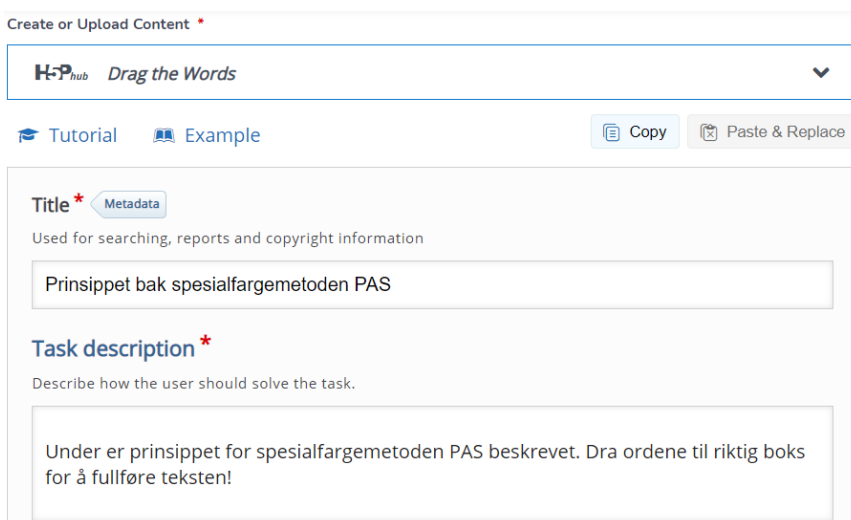 Create or Upload Content *
H5Phub Drag the Words
Tutorial Example Copy Paste & Replace
Title * Metadata
Used for searching, reports and copyright information
Prinsippet bak spesialfargemetoden PAS
Task description *
Describe how the user should solve the task.
Under er prinsippet for spesialfargemetoden PAS beskrevet. Dra ordene til riktig boks
for å fullføre teksten!